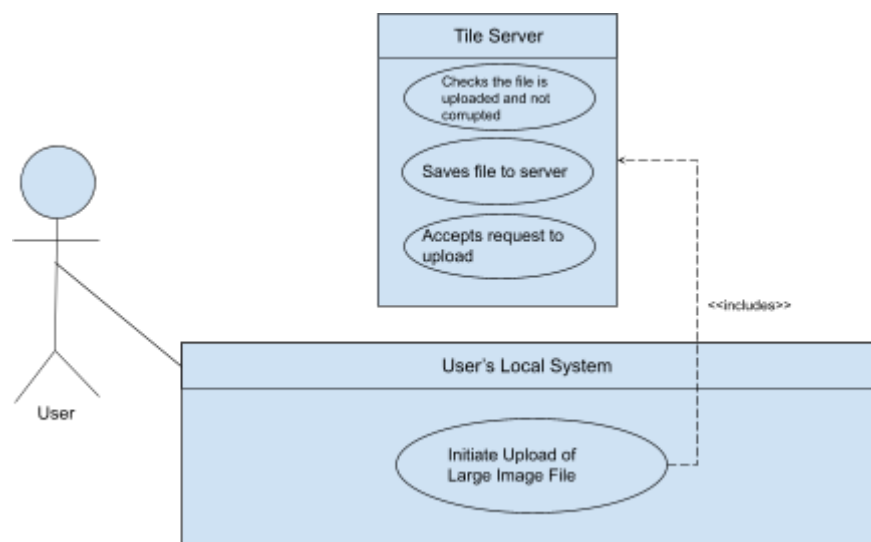 Tile Server
Checks the file is
uploaded and not
corrupted
Saves file to server
Accepts request to
upload
<<includes>>
User's Local System
User
Initiate Upload of
Large Image File